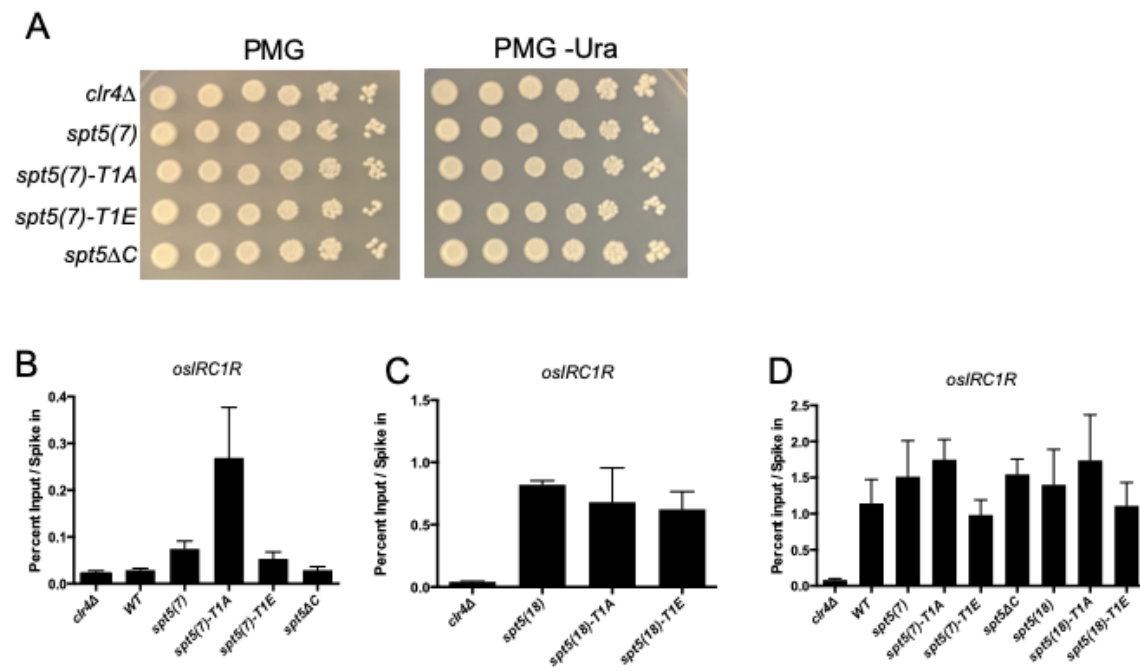 A
PMG
PMG -Ura
clr4Δ
spt5(7)
spt5(7)-T1A
spt5(7)-T1E
spt5ΔC
B
osIRC1R
Percent Input / Spike in
0.4
0.3
0.2
0.1
0.0
clr4Δ
WT
spt5(7)
spt5(7)-T1A
spt5(7)-T1E
spt5ΔC
C
osIRC1R
Percent Input / Spike in
1.5
1.0
0.5
0.0
clr4Δ
spt5(18)
spt5(18)-T1A
spt5(18)-T1E
D
osIRC1R
Percent input / Spike in
2.5
2.0
1.5
1.0
0.5
0.0
clr4Δ
WT
spt5(7)
spt5(7)-T1A
spt5(7)-T1E
spt5ΔC
spt5(18)
spt5(18)-T1A
spt5(18)-T1E